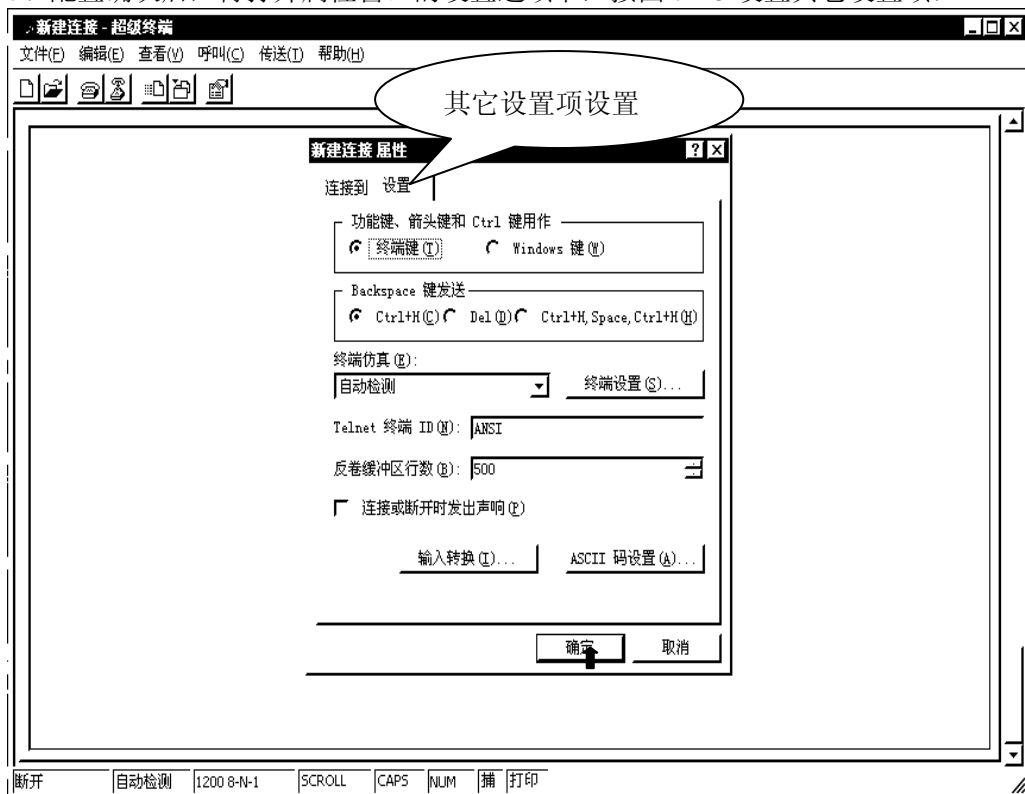 新建连接 - 超级终端
文件(F) 编辑(E) 查看(V) 呼叫(C) 传送(T) 帮助(H)
其它设置项设置
新建连接 属性
连接到 设置
功能键、箭头键和 Ctrl 键用作
终端键(T) Windows 键(W)
Backspace 键发送
Ctrl+H(C) Del(D) Ctrl+H,Space,Ctrl+H(H)
终端仿真(E):
自动检测 终端设置(S)...
Telnet 终端 ID(N): ANSI
反卷缓冲区行数(B): 500
连接或断开时发出声响(P)
输入转换(I)... ASCII 码设置(A)...
确定 取消
断开 自动检测 1200 8-N-1 SCROLL CAPS NUM 捕 打印